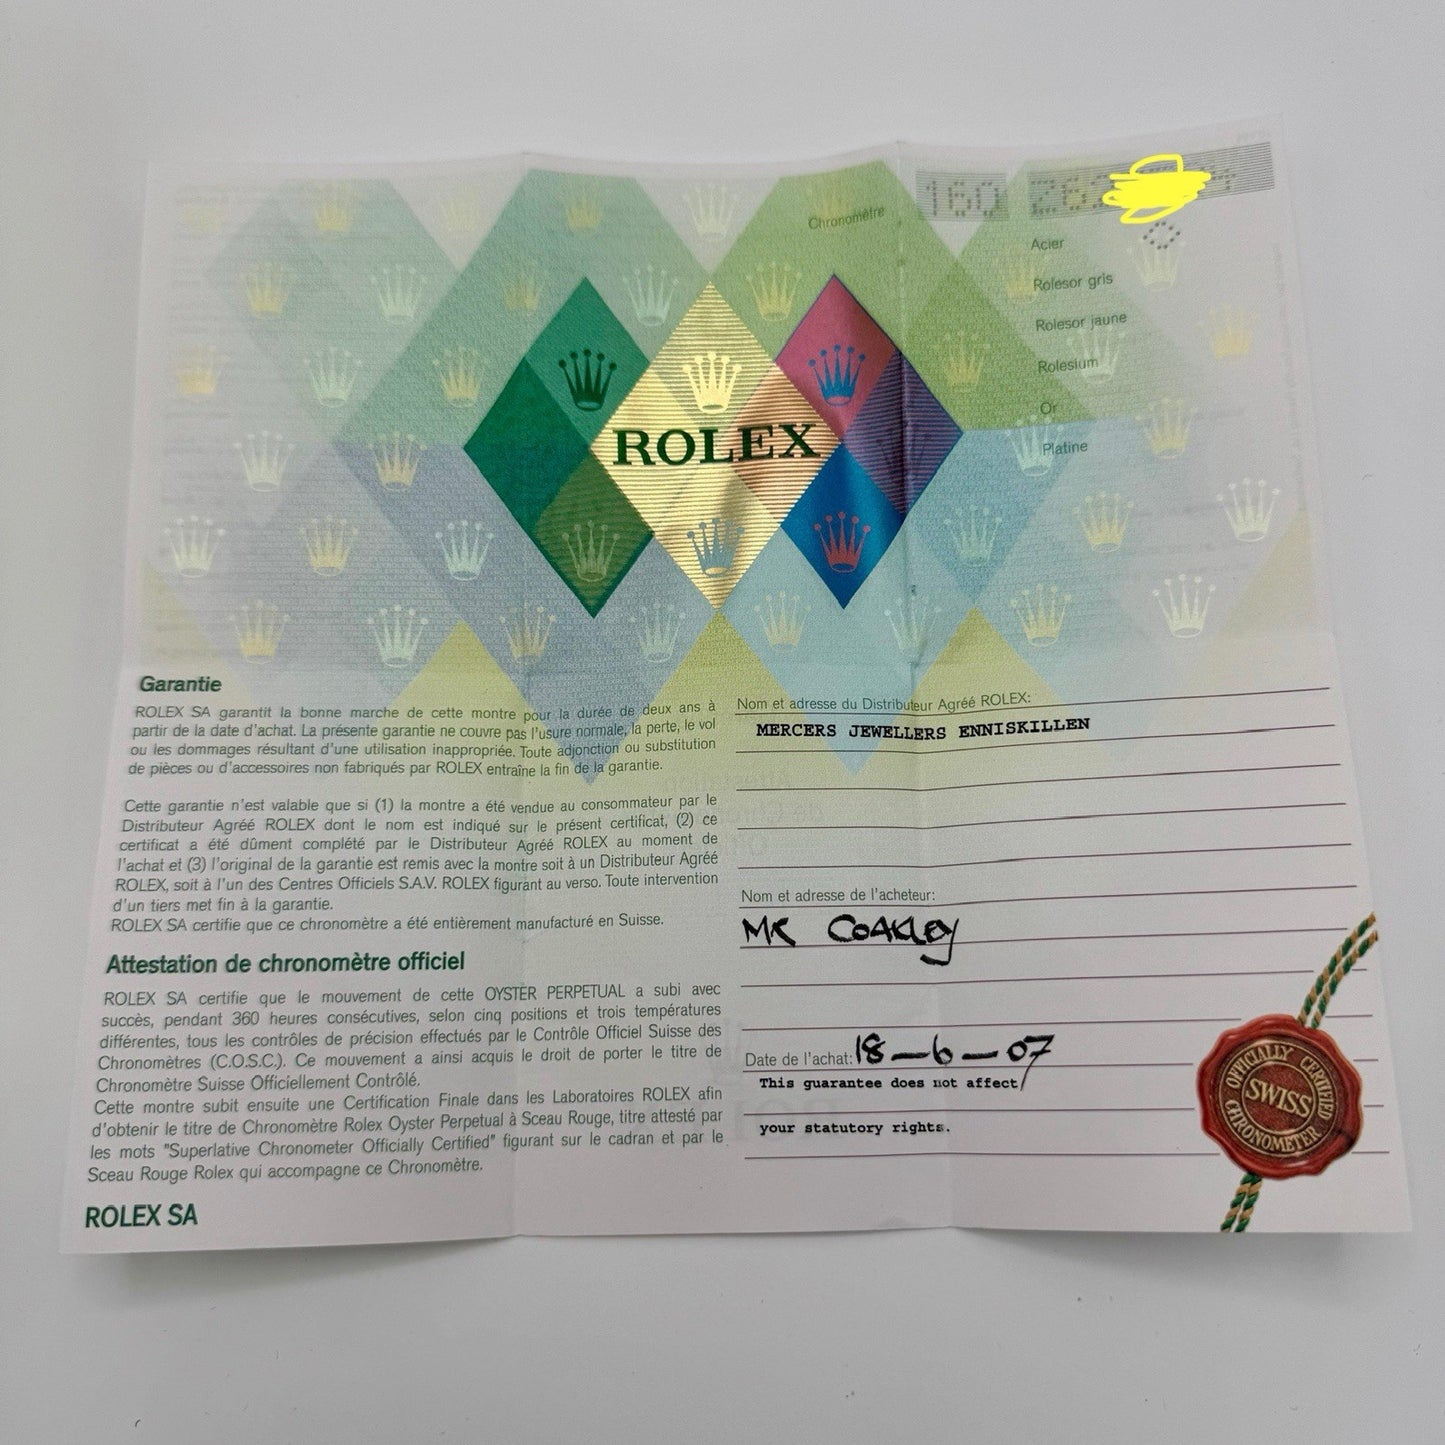 160
Chronomètre
Acier
Rolesor gris
Rolesor jaune
Rolesium
Or
Platine
ROLEX
Garantie
ROLEX SA garantit la bonne marche de cette montre pour la durée de deux ans à
partir de la date d'achat. La présente garantie ne couvre pas l'usure normale, la perte, le vol
ou les dommages résultant d'une utilisation inappropriée. Toute adjonction ou substitution
de pièces ou d'accessoires non fabriqués par ROLEX entraîne la fin de la garantie.
Cette garantie n'est valable que si (1) la montre a été vendue au consommateur par le
Distributeur Agréé ROLEX dont le nom est indiqué sur le présent certificat, (2) ce
certificat a été dûment complété par le Distributeur Agréé ROLEX au moment de
l'achat et (3) l'original de la garantie est remis avec la montre soit à un Distributeur Agréé
ROLEX, soit à l'un des Centres Officiels S.A.V. ROLEX figurant au verso. Toute intervention
d'un tiers met fin à la garantie.
ROLEX SA certifie que ce chronomètre a été entièrement manufacturé en Suisse.
Attestation de chronomètre officiel
ROLEX SA certifie que le mouvement de cette OYSTER PERPETUAL a subi avec
succès, pendant 360 heures consécutives, selon cinq positions et trois températures
différentes, tous les contrôles de précision effectués par le Contrôle Officiel Suisse des
Chronomètres (C.O.S.C.). Ce mouvement a ainsi acquis le droit de porter le titre de
Chronomètre Suisse Officiellement Contrôlé.
Cette montre subit ensuite une Certification Finale dans les Laboratoires ROLEX afin
d'obtenir le titre de Chronomètre Rolex Oyster Perpetual à Sceau Rouge, titre attesté par
les mots "Superlative Chronometer Officially Certified" figurant sur le cadran et par le
Sceau Rouge Rolex qui accompagne ce Chronomètre.
ROLEX SA
Nom et adresse du Distributeur Agréé ROLEX:
MERCERS JEWELLERS ENNISKILLEN
Nom et adresse de l'acheteur:
MR COAKLEY
Date de l'achat: 18-6-07
This guarantee does not affect
your statutory rights.
OFFICIALLY CERTIFIED
SWISS
CHRONOMETER